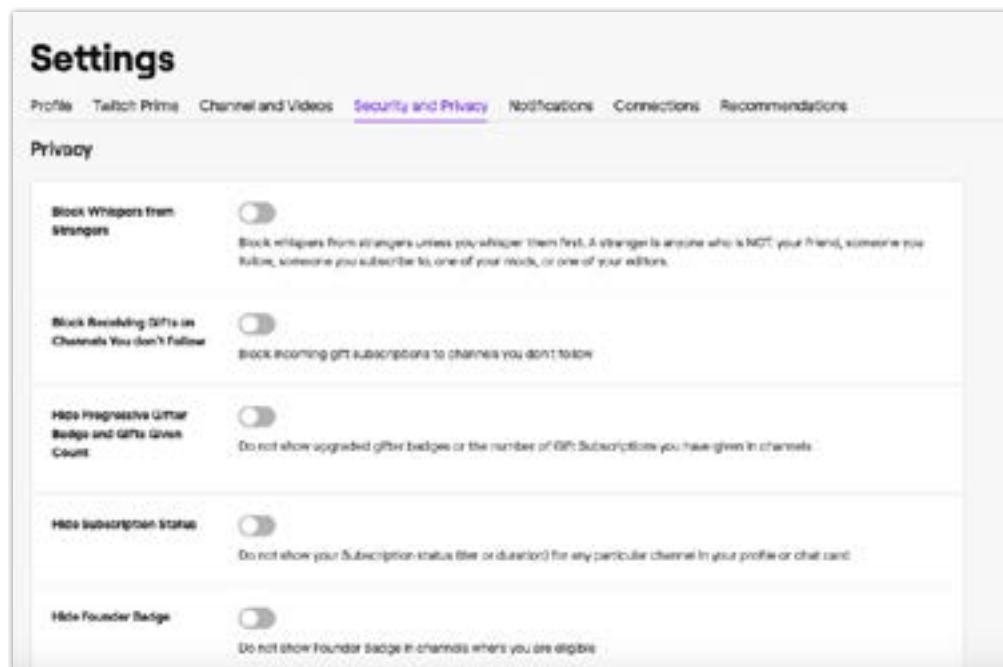 Settings
Profile Twitch Prime Channel and Videos Security and Privacy Notifications Connections Recommendations
Privacy
Block Whispers from
Strangers
Block whispers from strangers unless you whisper them first. A stranger is anyone who is NOT: your friend, someone you
follow, someone you subscribe to, one of your mods, or one of your editors.
Block Receiving Gifts on
Channels You don't Follow
Block incoming gift subscriptions to channels you don't follow
Hide Progressive Gifter
Badge and Gifts Given
Count
Do not show upgraded gifter badges or the number of Gift Subscriptions you have given in channels
Hide Subscription Status
Do not show your Subscription status (tier or duration) for any particular channel in your profile or chat card
Hide Founder Badge
Do not show Founder Badge in channels where you are eligible